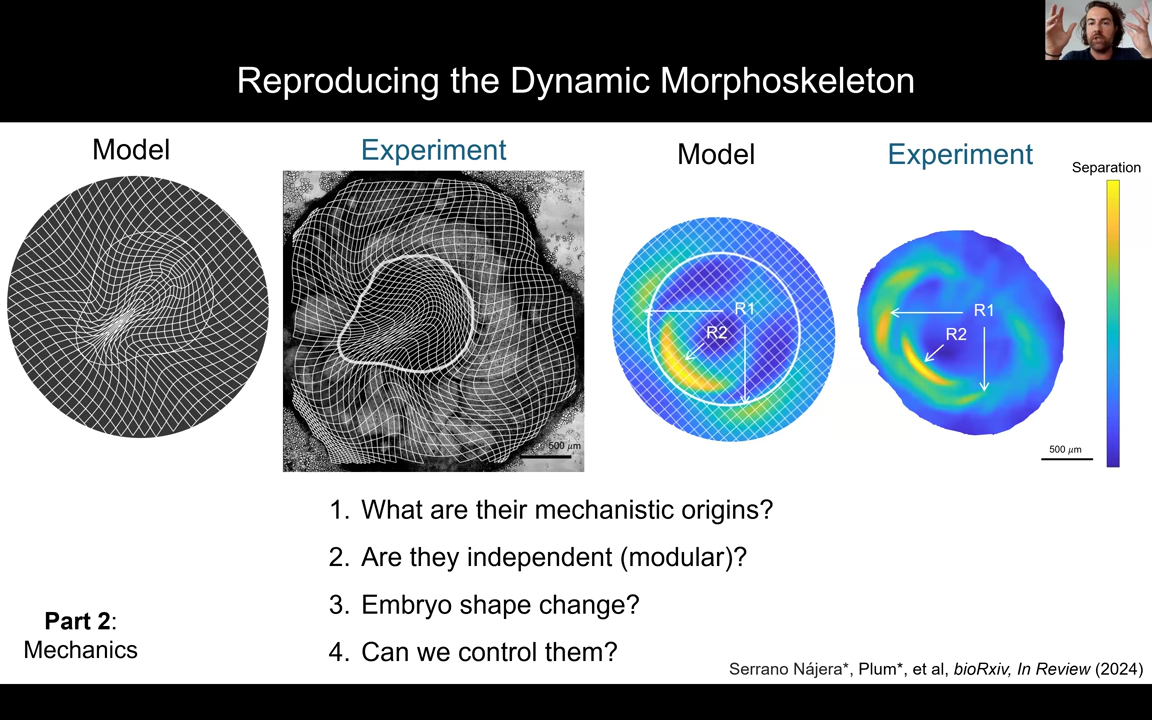 Reproducing the Dynamic Morphoskeleton
Model
Experiment
500 μm
Model
Experiment
Separation
R1
R2
R1
R2
500 μm
1. What are their mechanistic origins?
2. Are they independent (modular)?
3. Embryo shape change?
4. Can we control them?
Part 2:
Mechanics
Serrano Nájera*, Plum*, et al, bioRxiv, In Review (2024)